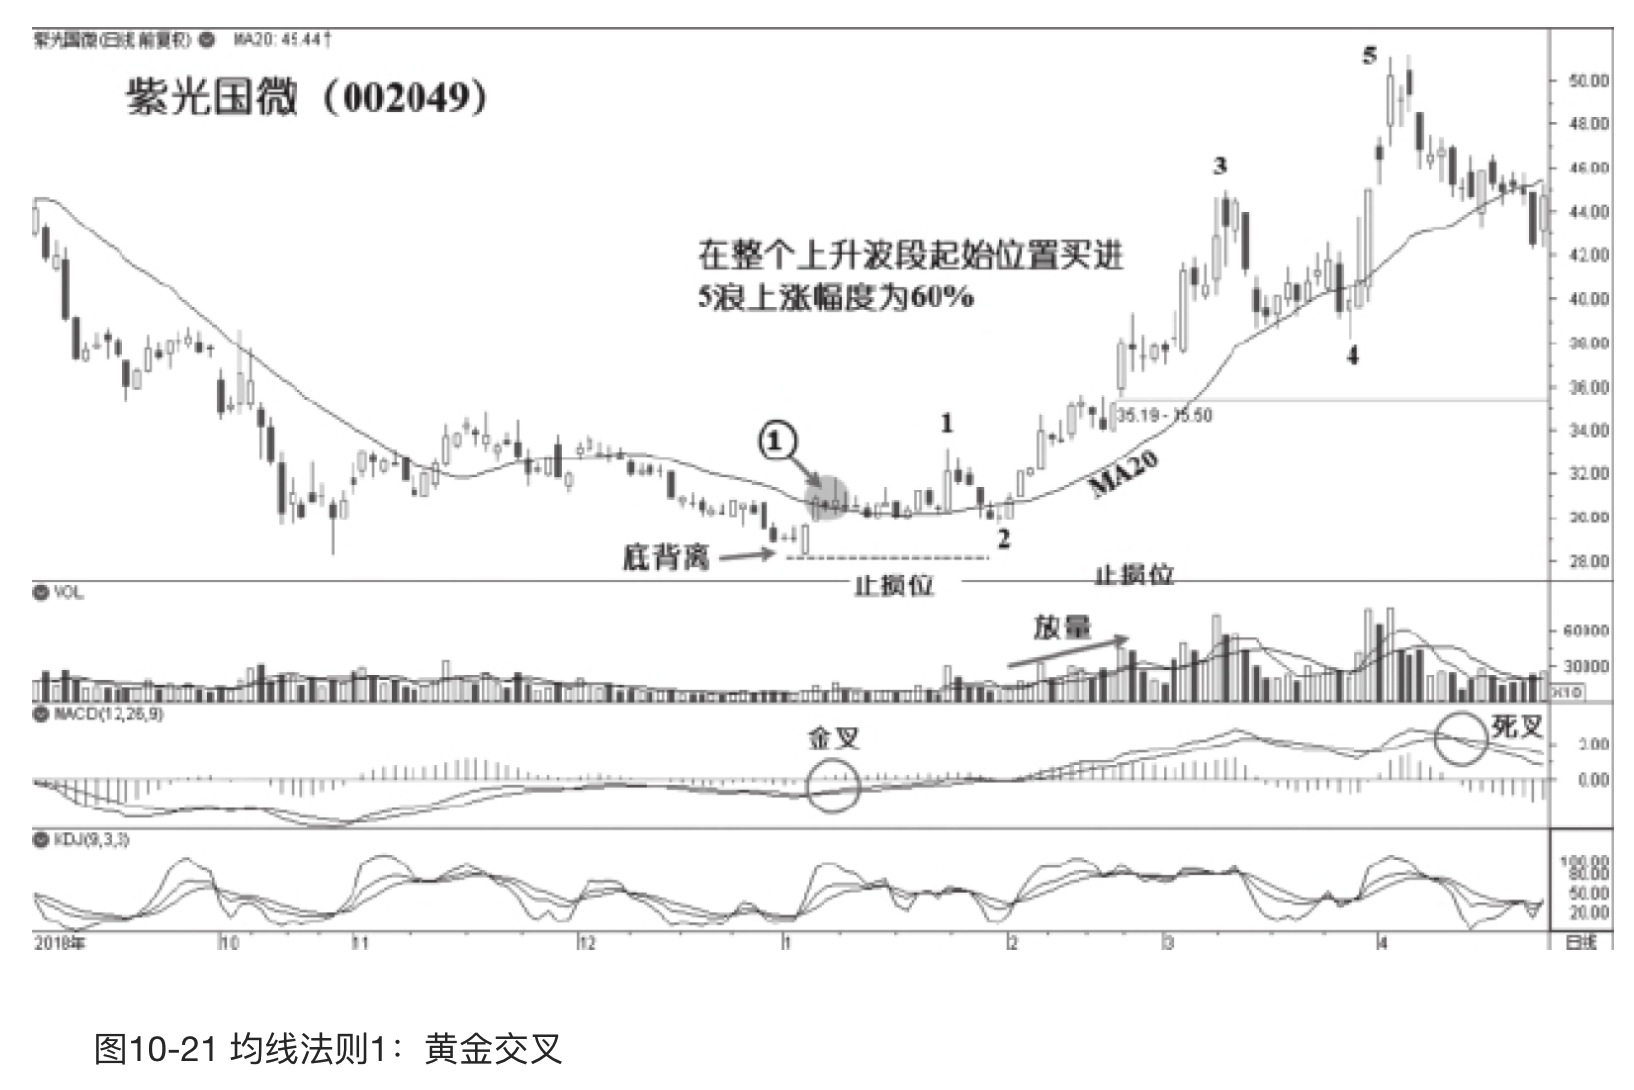 紫光国微(日线 前复权) MA20: 45.44↑
紫光国微（002049）
5
3
在整个上升波段起始位置买进
5浪上涨幅度为60%
4
1
①
35.19 - 35.50
MA20
2
底背离
止损位
止损位
50.00
48.00
46.00
44.00
42.00
40.00
38.00
36.00
34.00
32.00
30.00
28.00
VOL
放量
60000
30000
X10
MACD(12,26,9)
金叉
死叉
2.00
0.00
KDJ(9,3,3)
100.00
80.00
50.00
20.00
2018年 10 11 12 1 2 3 4 日线
图10-21 均线法则1：黄金交叉